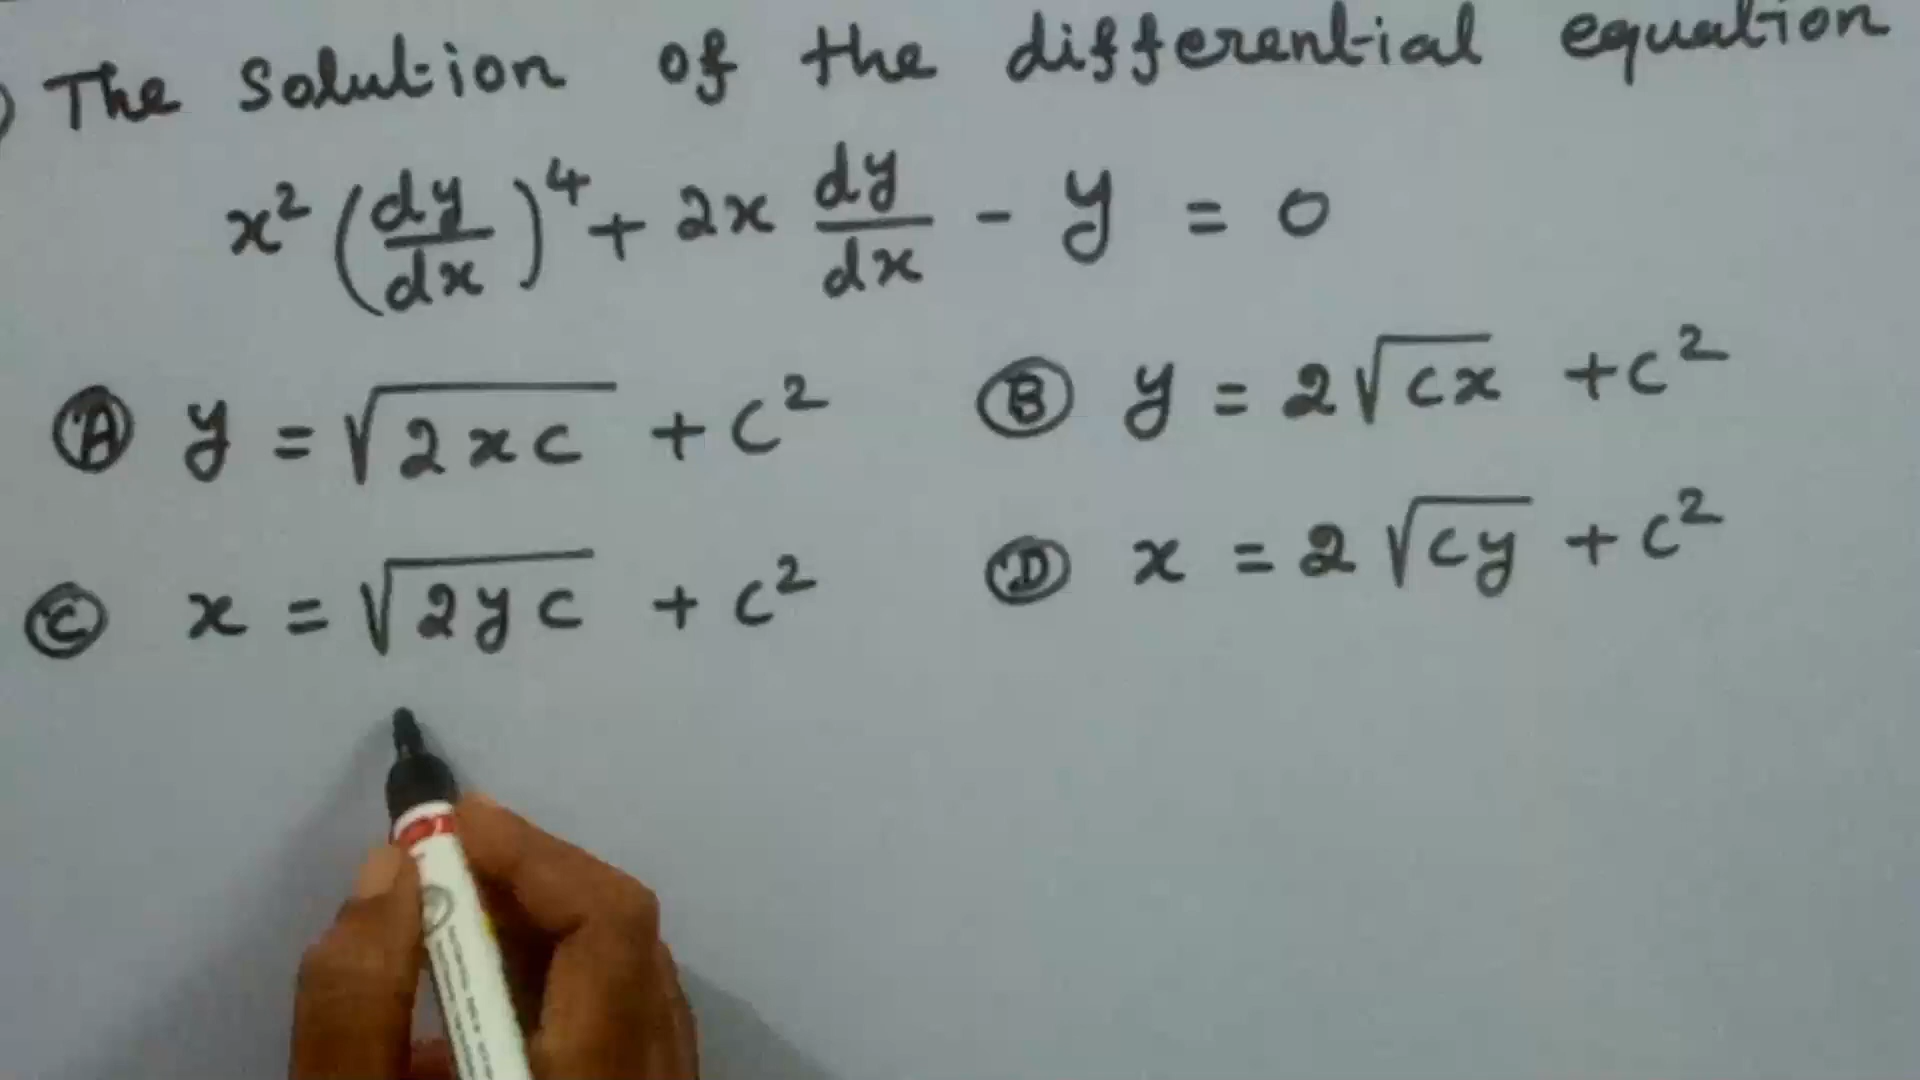 ) The solution of the differential equation
x² (dy/dx)⁴ + 2x dy/dx - y = 0
(A) y = √(2xc) + c² (B) y = 2√(cx) + c²
(C) x = √(2yc) + c² (D) x = 2√(cy) + c²